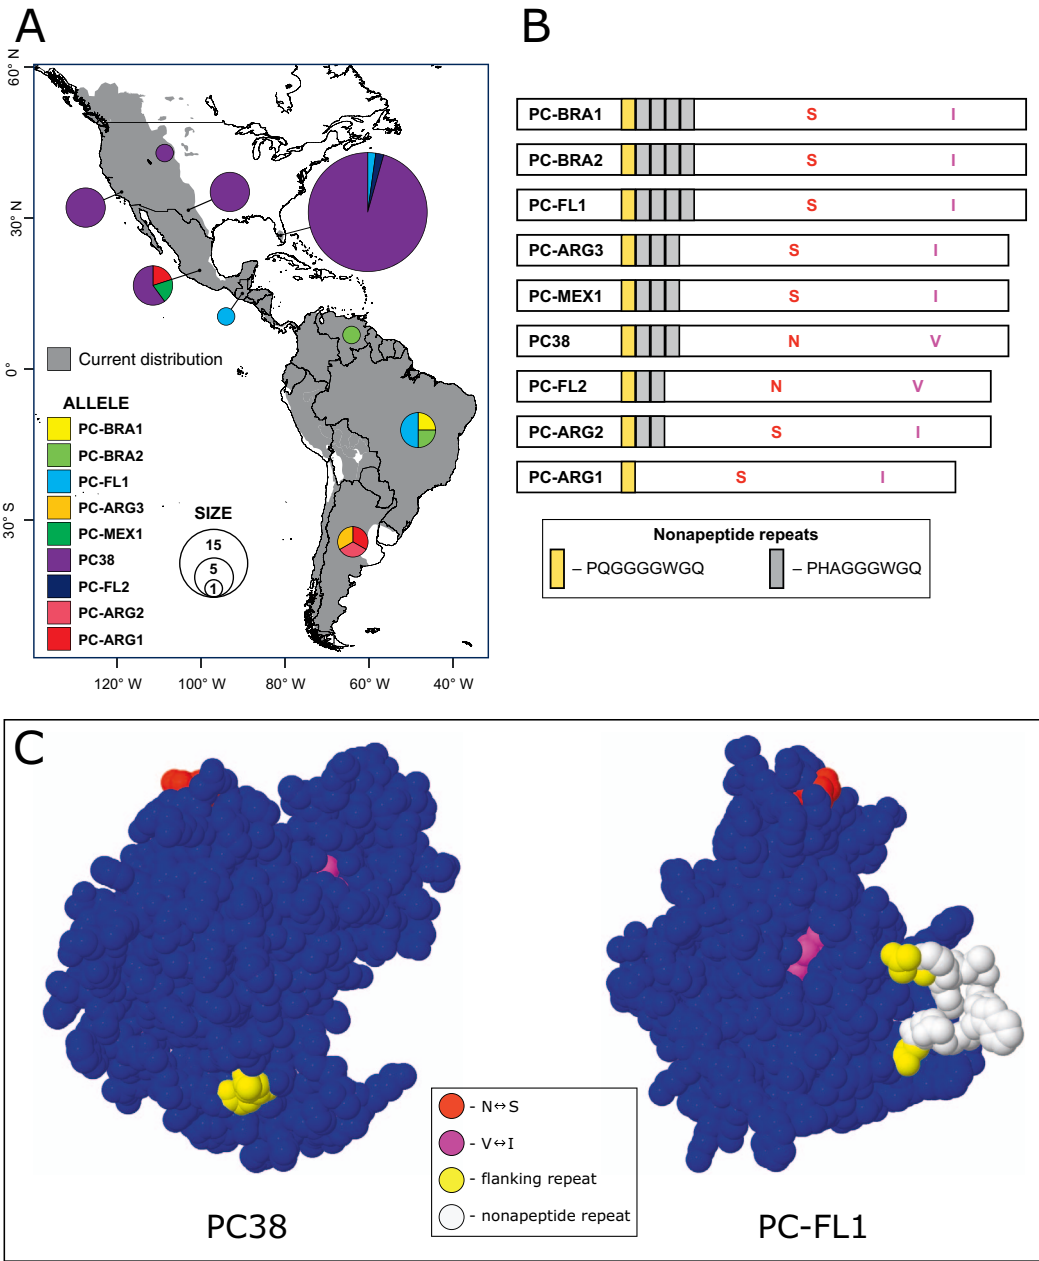 A
60° N
30° N
0°
30° S
Current distribution
ALLELE
PC-BRA1
PC-BRA2
PC-FL1
PC-ARG3
PC-MEX1
PC38
PC-FL2
PC-ARG2
PC-ARG1
SIZE
15
5
1
120° W 100° W 80° W 60° W 40° W
B
PC-BRA1 S I
PC-BRA2 S I
PC-FL1 S I
PC-ARG3 S I
PC-MEX1 S I
PC38 N V
PC-FL2 N V
PC-ARG2 S I
PC-ARG1 S I
Nonapeptide repeats
– PQGGGGWGQ – PHAGGGWGQ
C
- N↔S
- V↔I
- flanking repeat
- nonapeptide repeat
PC38 PC-FL1